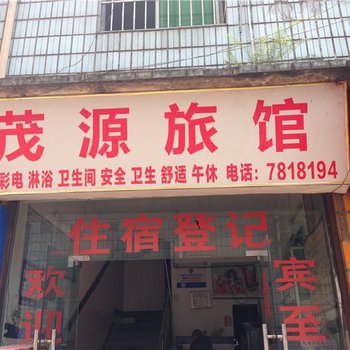 茂源旅馆
彩电 淋浴 卫生间 安全 卫生 舒适 午休 电话：7818194
住宿登记
欢迎
宾至